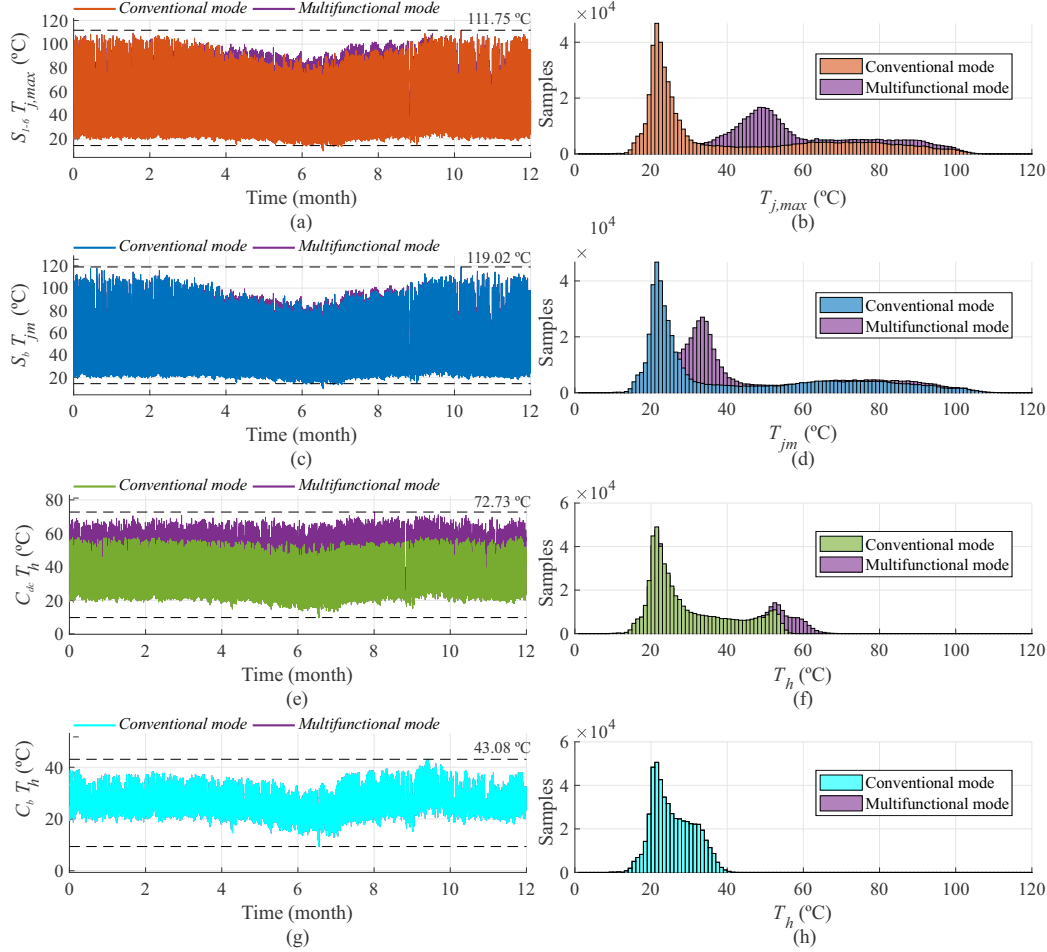 Conventional mode Multifunctional mode
111.75 ºC
120
100
80
60
40
20
S1-6 Tj,max (ºC)
0 2 4 6 8 10 12
Time (month)
(a)
×10^4
4
2
0
Samples
Conventional mode
Multifunctional mode
0 20 40 60 80 100 120
Tj,max (ºC)
(b)
Conventional mode Multifunctional mode
119.02 ºC
120
100
80
60
40
20
Sb Tjm (ºC)
0 2 4 6 8 10 12
Time (month)
(c)
× 10^4
4
2
0
Samples
Conventional mode
Multifunctional mode
0 20 40 60 80 100 120
Tjm (ºC)
(d)
Conventional mode Multifunctional mode
72.73 ºC
80
60
40
20
0
Cdc Th (ºC)
0 2 4 6 8 10 12
Time (month)
(e)
×10^4
6
4
2
0
Samples
Conventional mode
Multifunctional mode
0 20 40 60 80 100 120
Th (ºC)
(f)
Conventional mode Multifunctional mode
43.08 ºC
40
20
0
Cb Th (ºC)
0 2 4 6 8 10 12
Time (month)
(g)
×10^4
6
4
2
0
Samples
Conventional mode
Multifunctional mode
0 20 40 60 80 100 120
Th (ºC)
(h)